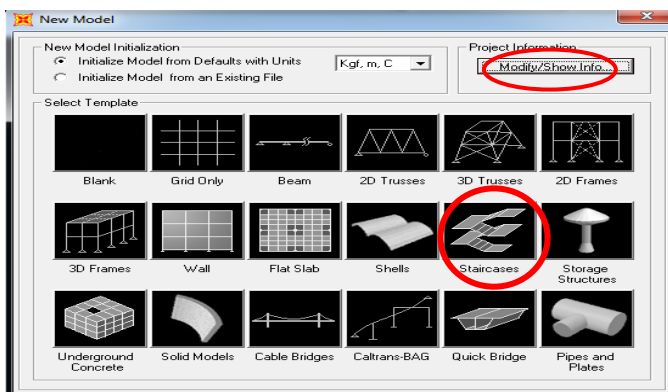 New Model
New Model Initialization
Project Information
Initialize Model from Defaults with Units
Kgf, m, C
Modify/Show Info...
Initialize Model from an Existing File
Select Template
Blank
Grid Only
Beam
2D Trusses
3D Trusses
2D Frames
3D Frames
Wall
Flat Slab
Shells
Staircases
Storage
Structures
Underground
Concrete
Solid Models
Cable Bridges
Caltrans-BAG
Quick Bridge
Pipes and
Plates